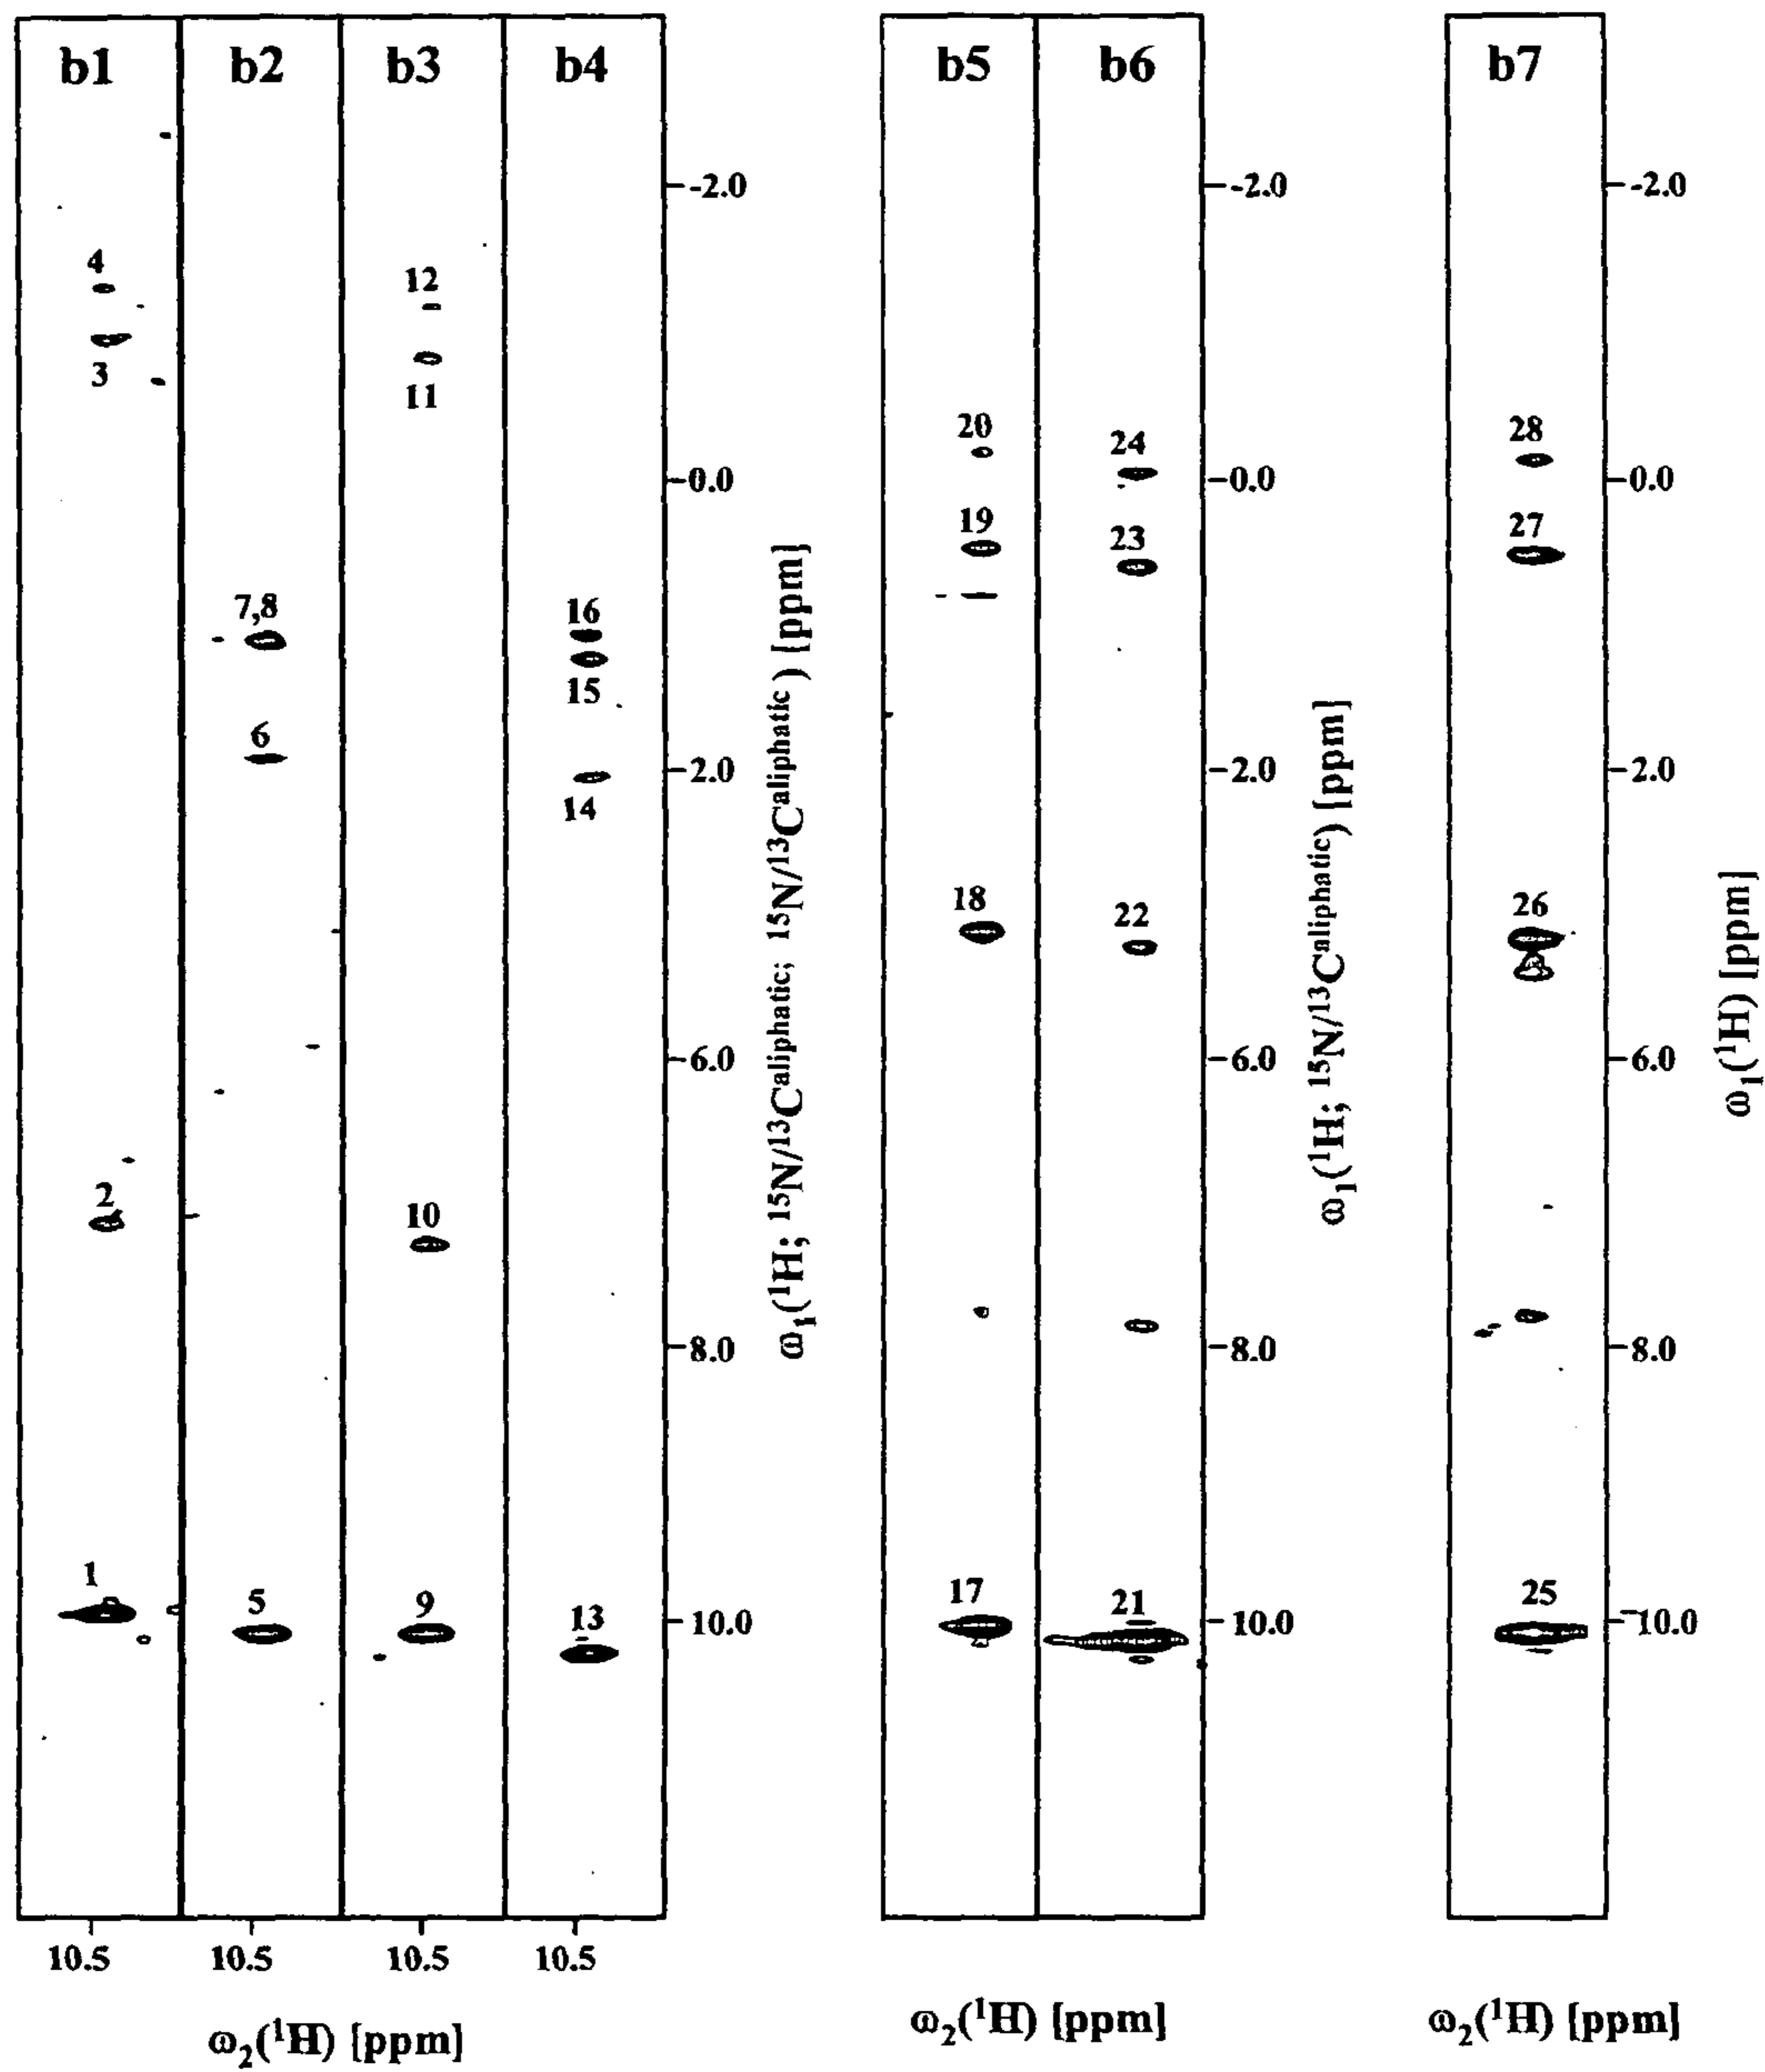 b1 b2 b3 b4 b5 b6 b7
-2.0 -2.0 -2.0
4 12
3 11
20 24 28
-0.0 -0.0 -0.0
19 23 27
7,8 16
15
6
-2.0 -2.0 -2.0
14
18 22 26
-6.0 -6.0 -6.0
2 10
-8.0 -8.0 -8.0
1 5 9 13 17 21 25
-10.0 -10.0 -10.0
ω₁(¹H; ¹⁵N/¹³Cᵃˡⁱᵖʰᵃᵗⁱᶜ; ¹⁵N/¹³Cᵃˡⁱᵖʰᵃᵗⁱᶜ) [ppm]
ω₁(¹H; ¹⁵N/¹³Cᵃˡⁱᵖʰᵃᵗⁱᶜ) [ppm]
ω₁(¹H) [ppm]
10.5 10.5 10.5 10.5
ω₂(¹H) [ppm] ω₂(¹H) [ppm] ω₂(¹H) [ppm]